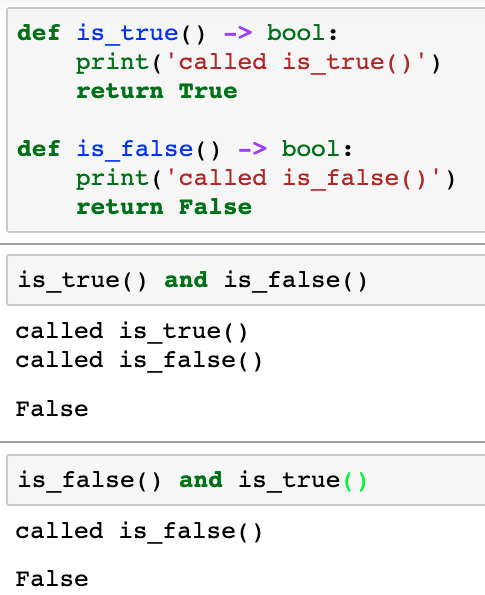 def is_true() -> bool:
    print('called is_true()')
    return True

def is_false() -> bool:
    print('called is_false()')
    return False

is_true() and is_false()
called is_true()
called is_false()
False

is_false() and is_true()
called is_false()
False